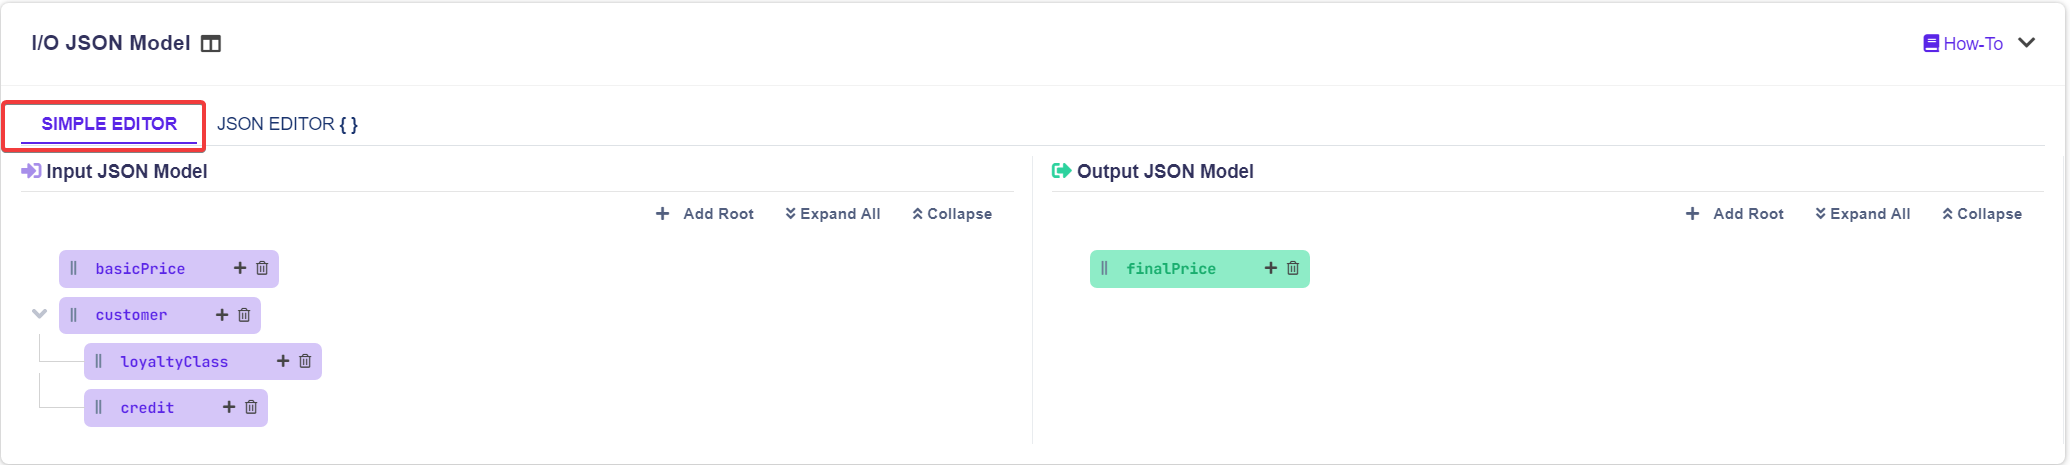 I/O JSON Model
How-To
SIMPLE EDITOR
JSON EDITOR { }
Input JSON Model
Add Root
Expand All
Collapse
basicPrice
customer
loyaltyClass
credit
Output JSON Model
Add Root
Expand All
Collapse
finalPrice